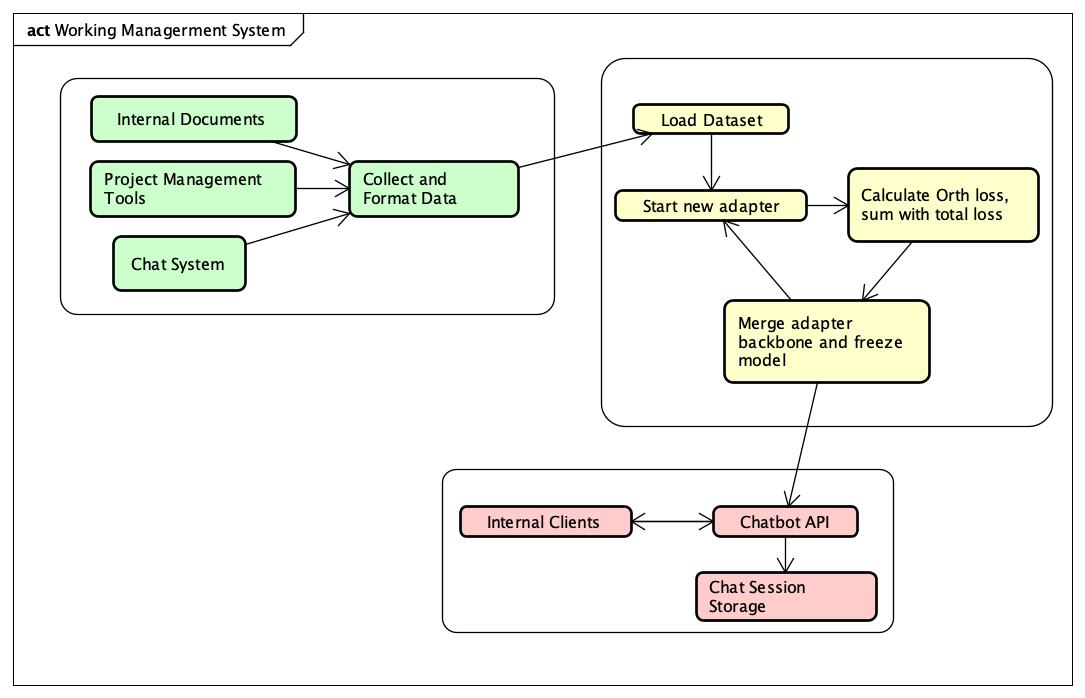 act Working Managerment System
Internal Documents
Project Management
Tools
Chat System
Collect and
Format Data
Load Dataset
Start new adapter
Calculate Orth loss,
sum with total loss
Merge adapter
backbone and freeze
model
Internal Clients
Chatbot API
Chat Session
Storage